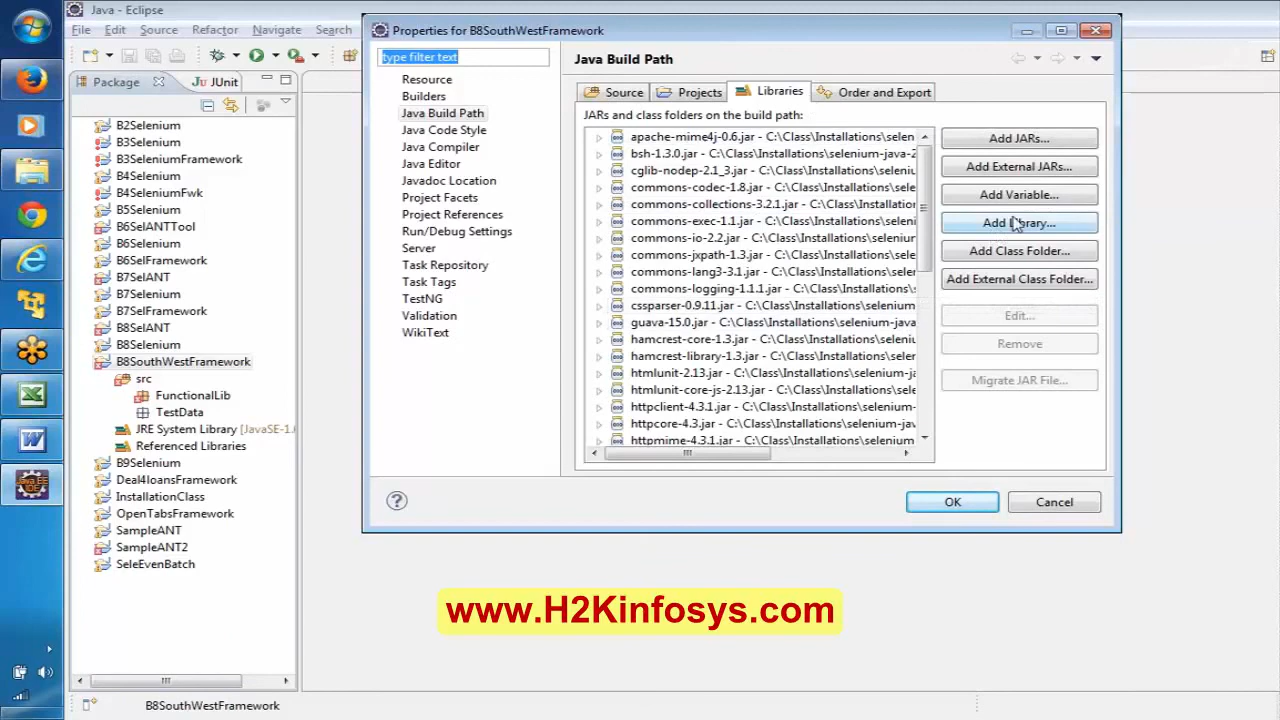 Java - Eclipse
File Edit Source Refactor Navigate Search
Package
JUnit
B2Selenium
B3Selenium
B3SeleniumFramework
B4Selenium
B4SeleniumFwk
B5Selenium
B6SelANTTool
B6Selenium
B6SelFramework
B7SelANT
B7Selenium
B7SelFramework
B8SelANT
B8Selenium
B8SouthWestFramework
src
FunctionalLib
TestData
JRE System Library [JavaSE-1.
Referenced Libraries
B9Selenium
Deal4loansFramework
InstallationClass
OpenTabsFramework
SampleANT
SampleANT2
SeleEvenBatch
B8SouthWestFramework
Properties for B8SouthWestFramework
type filter text
Resource
Builders
Java Build Path
Java Code Style
Java Compiler
Java Editor
Javadoc Location
Project Facets
Project References
Run/Debug Settings
Server
Task Repository
Task Tags
TestNG
Validation
WikiText
Java Build Path
Source Projects Libraries Order and Export
JARs and class folders on the build path:
apache-mime4j-0.6.jar - C:\Class\Installations\selen
bsh-1.3.0.jar - C:\Class\Installations\selenium-java-2
cglib-nodep-2.1_3.jar - C:\Class\Installations\seleni
commons-codec-1.8.jar - C:\Class\Installations\selen
commons-collections-3.2.1.jar - C:\Class\Installation
commons-exec-1.1.jar - C:\Class\Installations\seleni
commons-io-2.2.jar - C:\Class\Installations\selenium
commons-jxpath-1.3.jar - C:\Class\Installations\sele
commons-lang3-3.1.jar - C:\Class\Installations\selen
commons-logging-1.1.1.jar - C:\Class\Installations\s
cssparser-0.9.11.jar - C:\Class\Installations\seleniun
guava-15.0.jar - C:\Class\Installations\selenium-java
hamcrest-core-1.3.jar - C:\Class\Installations\seleni
hamcrest-library-1.3.jar - C:\Class\Installations\sele
htmlunit-2.13.jar - C:\Class\Installations\selenium-ja
htmlunit-core-js-2.13.jar - C:\Class\Installations\sel
httpclient-4.3.1.jar - C:\Class\Installations\selenium-
httpcore-4.3.jar - C:\Class\Installations\selenium-jav
httpmime-4.3.1.jar - C:\Class\Installations\selenium
Add JARs...
Add External JARs...
Add Variable...
Add Library...
Add Class Folder...
Add External Class Folder...
Edit...
Remove
Migrate JAR File...
OK
Cancel
Java EE
IDE
www.H2Kinfosys.com